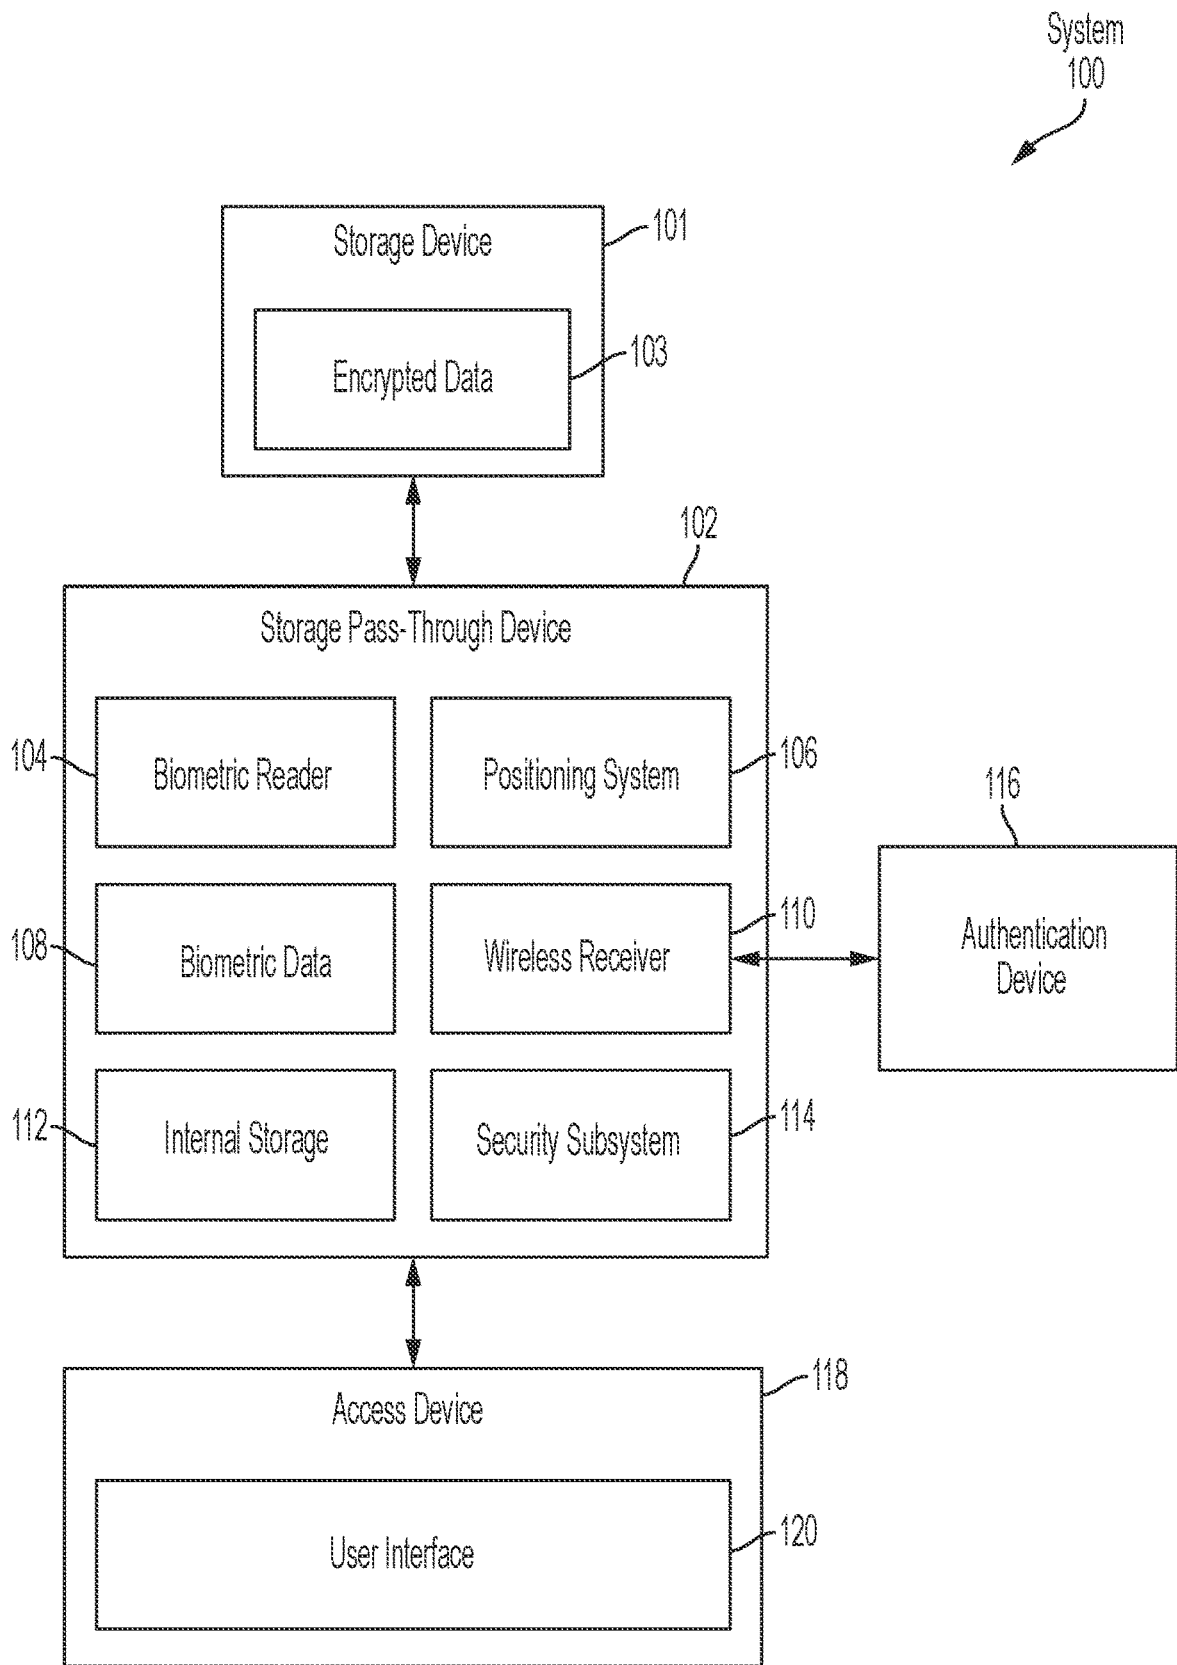 System
100
Storage Device
101
Encrypted Data
103
102
Storage Pass-Through Device
104
Biometric Reader
Positioning System
106
116
108
Biometric Data
Wireless Receiver
110
Authentication
Device
112
Internal Storage
Security Subsystem
114
Access Device
118
User Interface
120